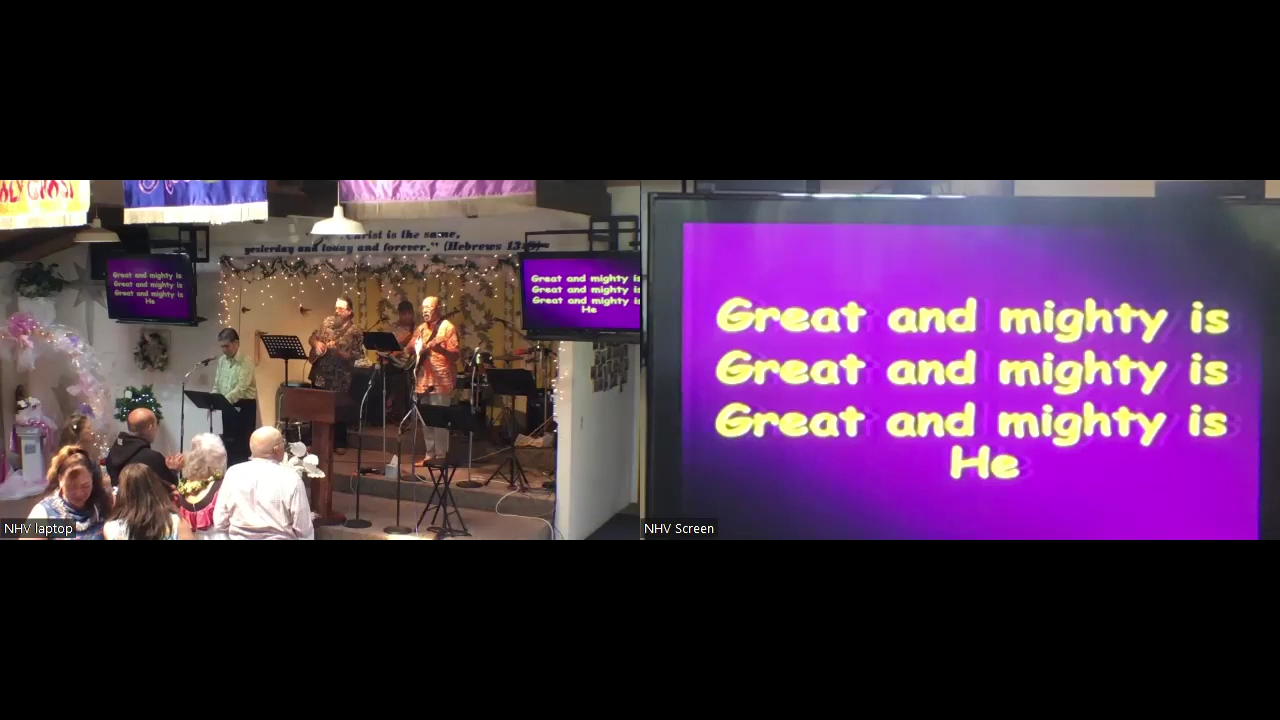 "Christ is the same,
yesterday and today and forever." (Hebrews 13:8)
Great and mighty is
Great and mighty is
Great and mighty is
He
Great and mighty is
Great and mighty is
Great and mighty is
He
NHV laptop
Great and mighty is
Great and mighty is
Great and mighty is
He
NHV Screen